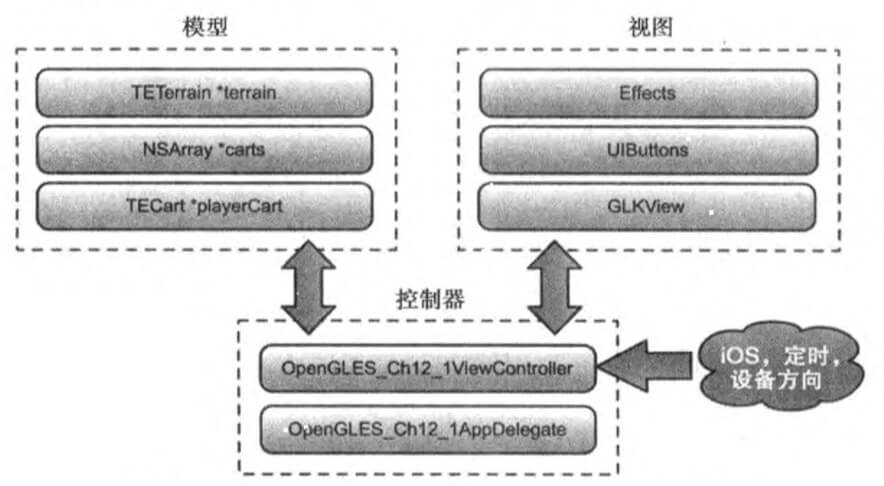 模型
视图
TETerrain *terrain
NSArray *carts
TECart *playerCart
Effects
UIButtons
GLKView
控制器
OpenGLES_Ch12_1ViewController
OpenGLES_Ch12_1AppDelegate
iOS，定时，
设备方向